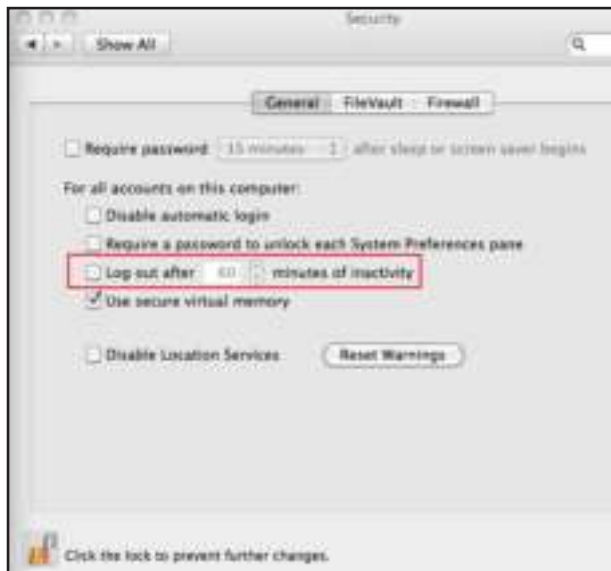 Security
Show All
General FileVault Firewall
Require password 15 minutes after sleep or screen saver begins
For all accounts on this computer:
Disable automatic login
Require a password to unlock each System Preferences pane
Log out after 60 minutes of inactivity
Use secure virtual memory
Disable Location Services Reset Warnings
Click the lock to prevent further changes.